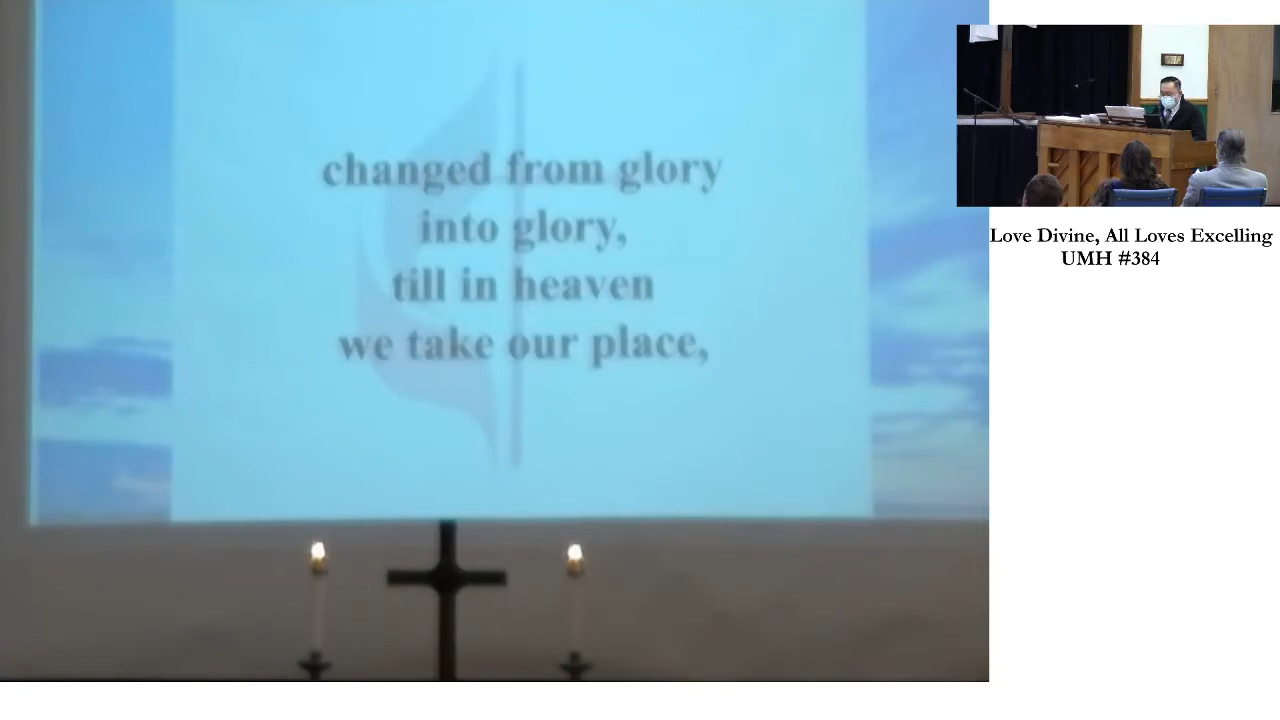 changed from glory
into glory,
till in heaven
we take our place,
Love Divine, All Loves Excelling
UMH #384